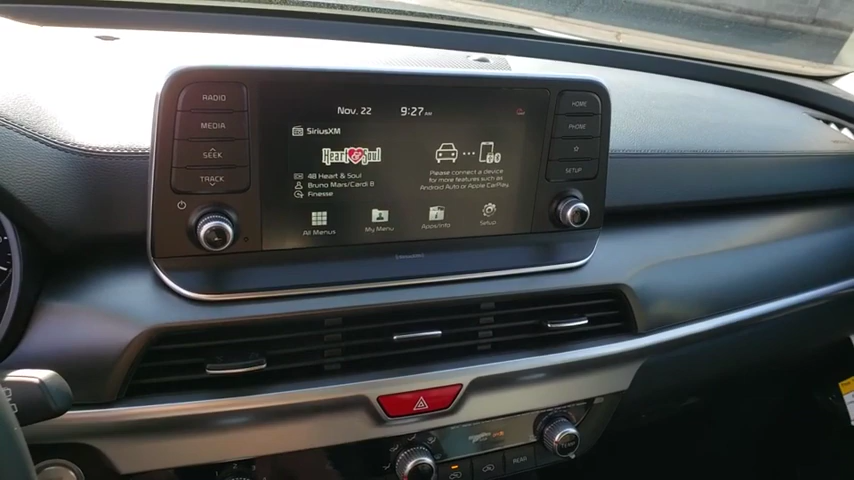 RADIO
MEDIA
SEEK
TRACK
Nov. 22 9:27 AM
SiriusXM
Heart & Soul
48 Heart & Soul
Bruno Mars/Cardi B
Finesse
Please connect a device
for more features such as
Android Auto or Apple CarPlay.
All Menus
My Menu
Apps/Info
Setup
HOME
PHONE
SETUP
SiriusXM
REAR